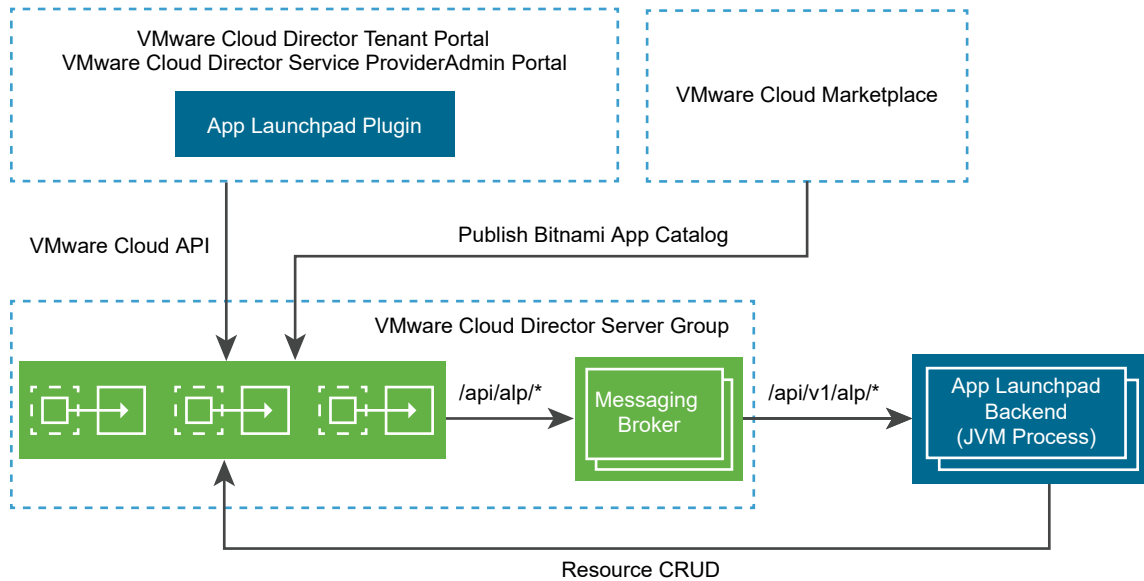 VMware Cloud Director Tenant Portal
VMware Cloud Director Service ProviderAdmin Portal
App Launchpad Plugin
VMware Cloud Marketplace
VMware Cloud API
Publish Bitnami App Catalog
VMware Cloud Director Server Group
/api/alp/*
Messaging
Broker
/api/v1/alp/*
App Launchpad
Backend
(JVM Process)
Resource CRUD